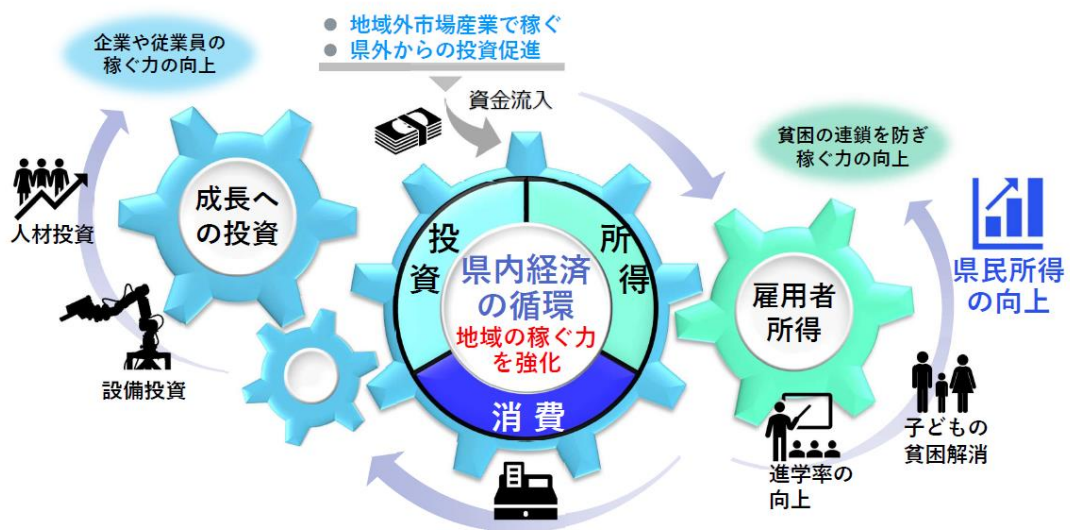 企業や従業員の
稼ぐ力の向上
● 地域外市場産業で稼ぐ
● 県外からの投資促進
資金流入
貧困の連鎖を防ぎ
稼ぐ力の向上
人材投資
成長へ
の投資
設備投資
投資
所得
県内経済
の循環
地域の稼ぐ力
を強化
消費
雇用者
所得
県民所得
の向上
進学率の
向上
子どもの
貧困解消